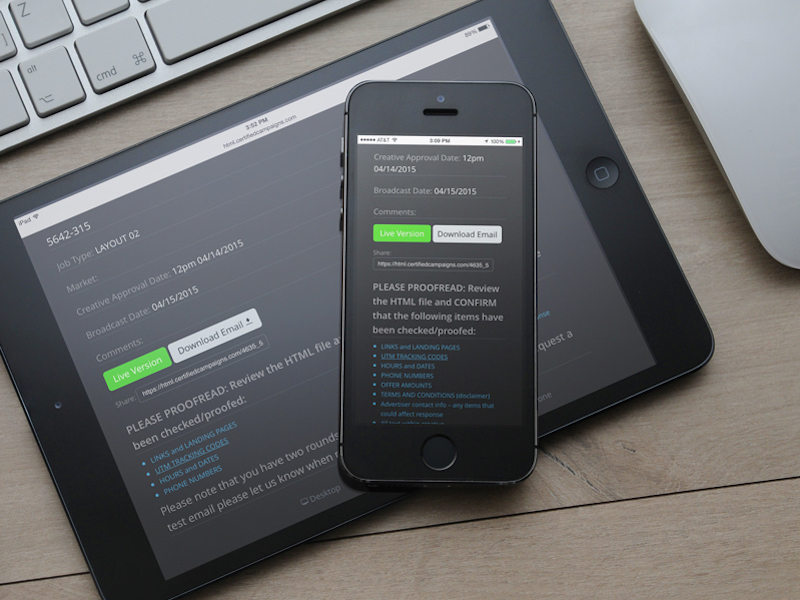 Z
alt
cmd
89%
iPad
3:52 PM
html.certifiedcampaigns.com
5642-315
Job Type: LAYOUT 02
Market:
Creative Approval Date: 12pm 04/14/2015
Broadcast Date: 04/15/2015
Comments:
Live Version
Download Email
Share:
https://html.certifiedcampaigns.com/4635_5
PLEASE PROOFREAD: Review the HTML file a
been checked/proofed:
LINKS and LANDING PAGES
UTM TRACKING CODES
HOURS and DATES
PHONE NUMBERS
Please note that you have two rounds
quest a
test email please let us know when
Desktop
AT&T
3:09 PM
100%
Creative Approval Date: 12pm
04/14/2015
Broadcast Date: 04/15/2015
Comments:
Live Version
Download Email
Share:
https://html.certifiedcampaigns.com/4635_5
PLEASE PROOFREAD: Review
the HTML file and CONFIRM
that the following items have
been checked/proofed:
LINKS and LANDING PAGES
UTM TRACKING CODES
HOURS and DATES
PHONE NUMBERS
OFFER AMOUNTS
TERMS AND CONDITIONS (disclaimer)
Advertiser contact info – any items that
could affect response